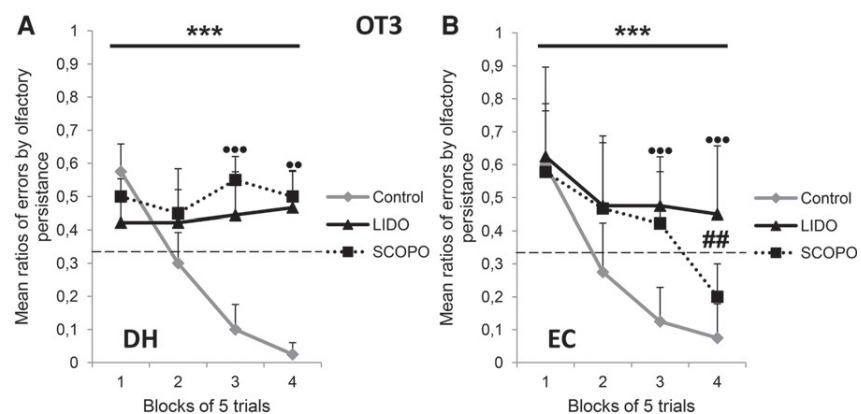 A
OT3
B
***
***
1
0,9
0,8
0,7
0,6
0,5
0,4
0,3
0,2
0,1
0
Mean ratios of errors by olfactory
persistance
●●●
●●
Control
LIDO
SCOPO
DH
1 2 3 4
Blocks of 5 trials
1
0,9
0,8
0,7
0,6
0,5
0,4
0,3
0,2
0,1
0
Mean ratios of errors by olfactory
persistance
●●●
●●●
##
Control
LIDO
SCOPO
EC
1 2 3 4
Blocks of 5 trials